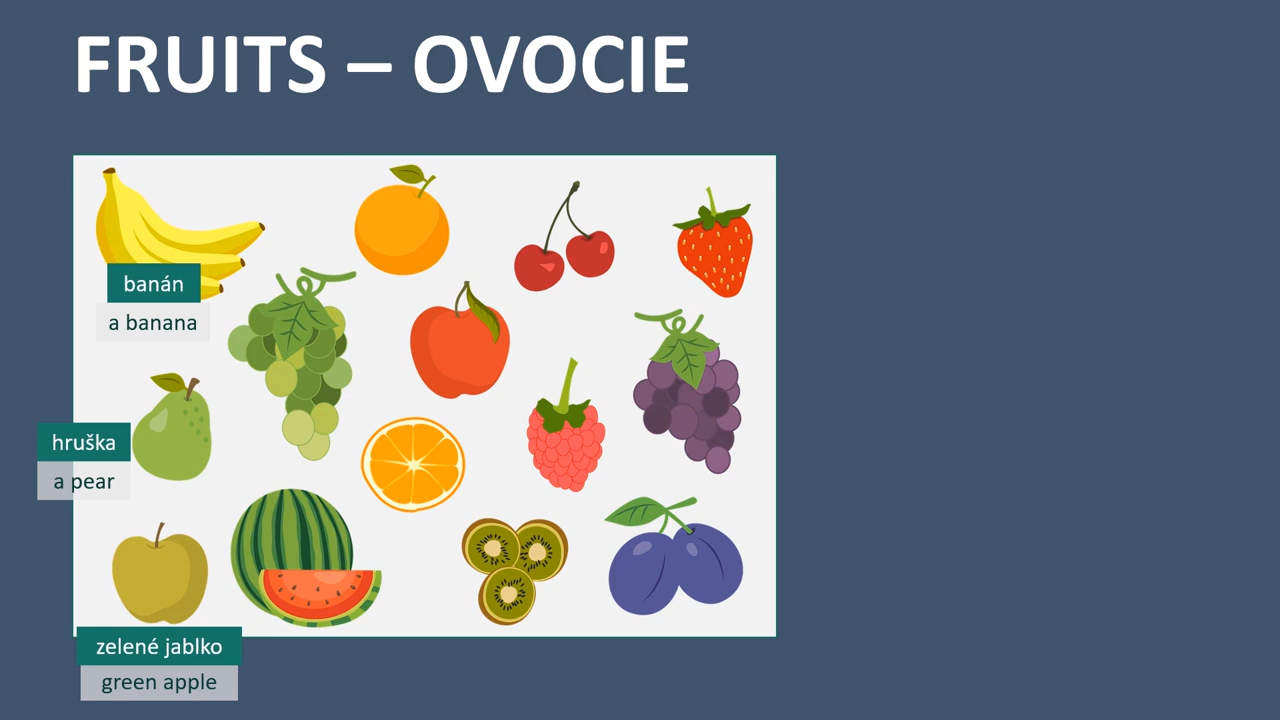 FRUITS – OVOCIE
banán
a banana
hruška
a pear
zelené jablko
green apple